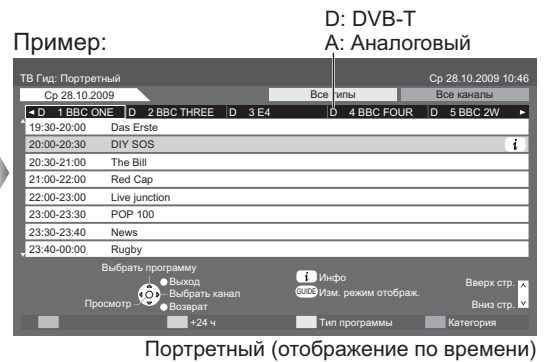 D: DVB-T
Пример: A: Аналоговый
ТВ Гид: Портретный Ср 28.10.2009 10:46
Ср 28.10.2009 Все типы Все каналы
◄ D 1 BBC ONE D 2 BBC THREE D 3 E4 D 4 BBC FOUR D 5 BBC 2W ►
19:30-20:00 Das Erste
20:00-20:30 DIY SOS i
20:30-21:00 The Bill
21:00-22:00 Red Cap
22:00-23:00 Live junction
23:00-23:30 POP 100
23:30-23:40 News
23:40-00:00 Rugby
Выбрать программу
Выход
Просмотр Выбрать канал
Возврат
i Инфо
GUIDE Изм. режим отображ.
Вверх стр.
Вниз стр.
+24 ч Тип программы Категория
Портретный (отображение по времени)